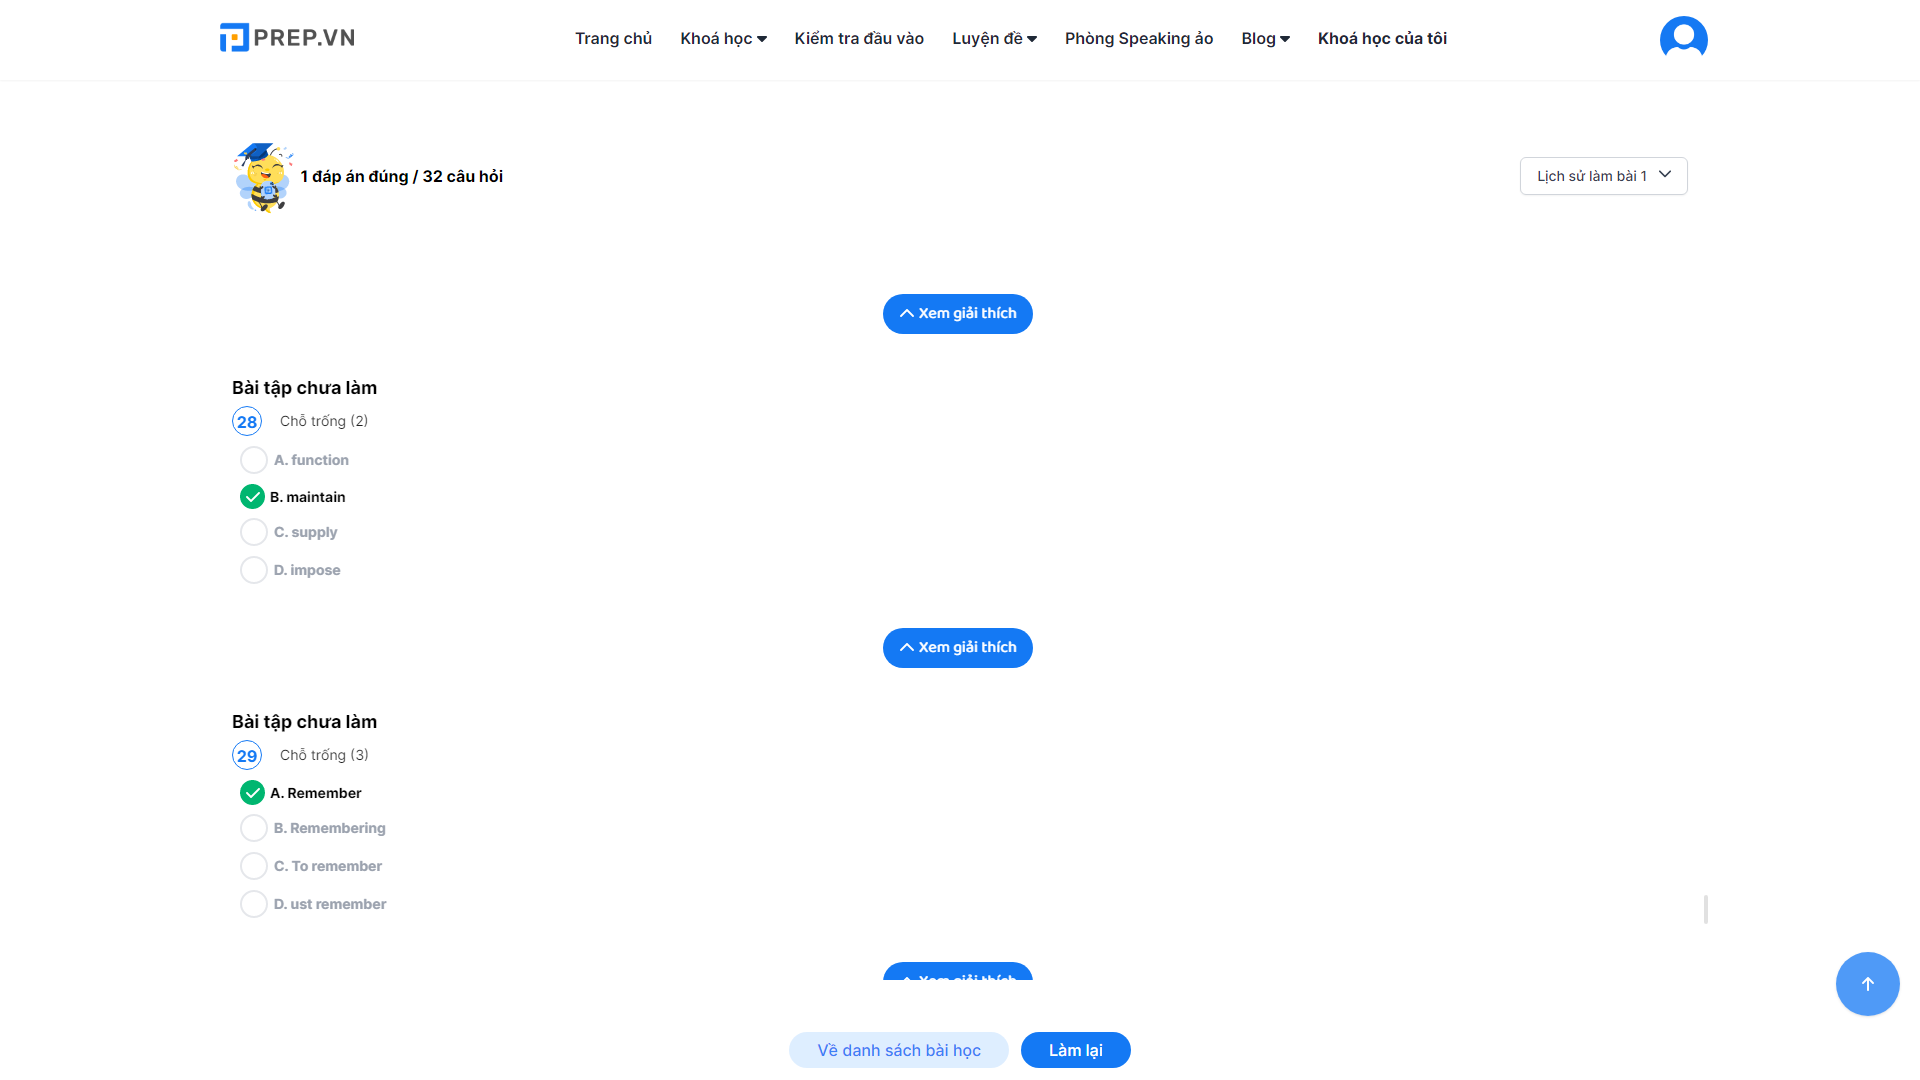 PREP.VN
Trang chủ Khoá học Kiểm tra đầu vào Luyện đề Phòng Speaking ảo Blog Khoá học của tôi
1 đáp án đúng / 32 câu hỏi
Lịch sử làm bài 1
Xem giải thích
Bài tập chưa làm
28 Chỗ trống (2)
A. function
B. maintain
C. supply
D. impose
Xem giải thích
Bài tập chưa làm
29 Chỗ trống (3)
A. Remember
B. Remembering
C. To remember
D. ust remember
Xem giải thích
Về danh sách bài học Làm lại